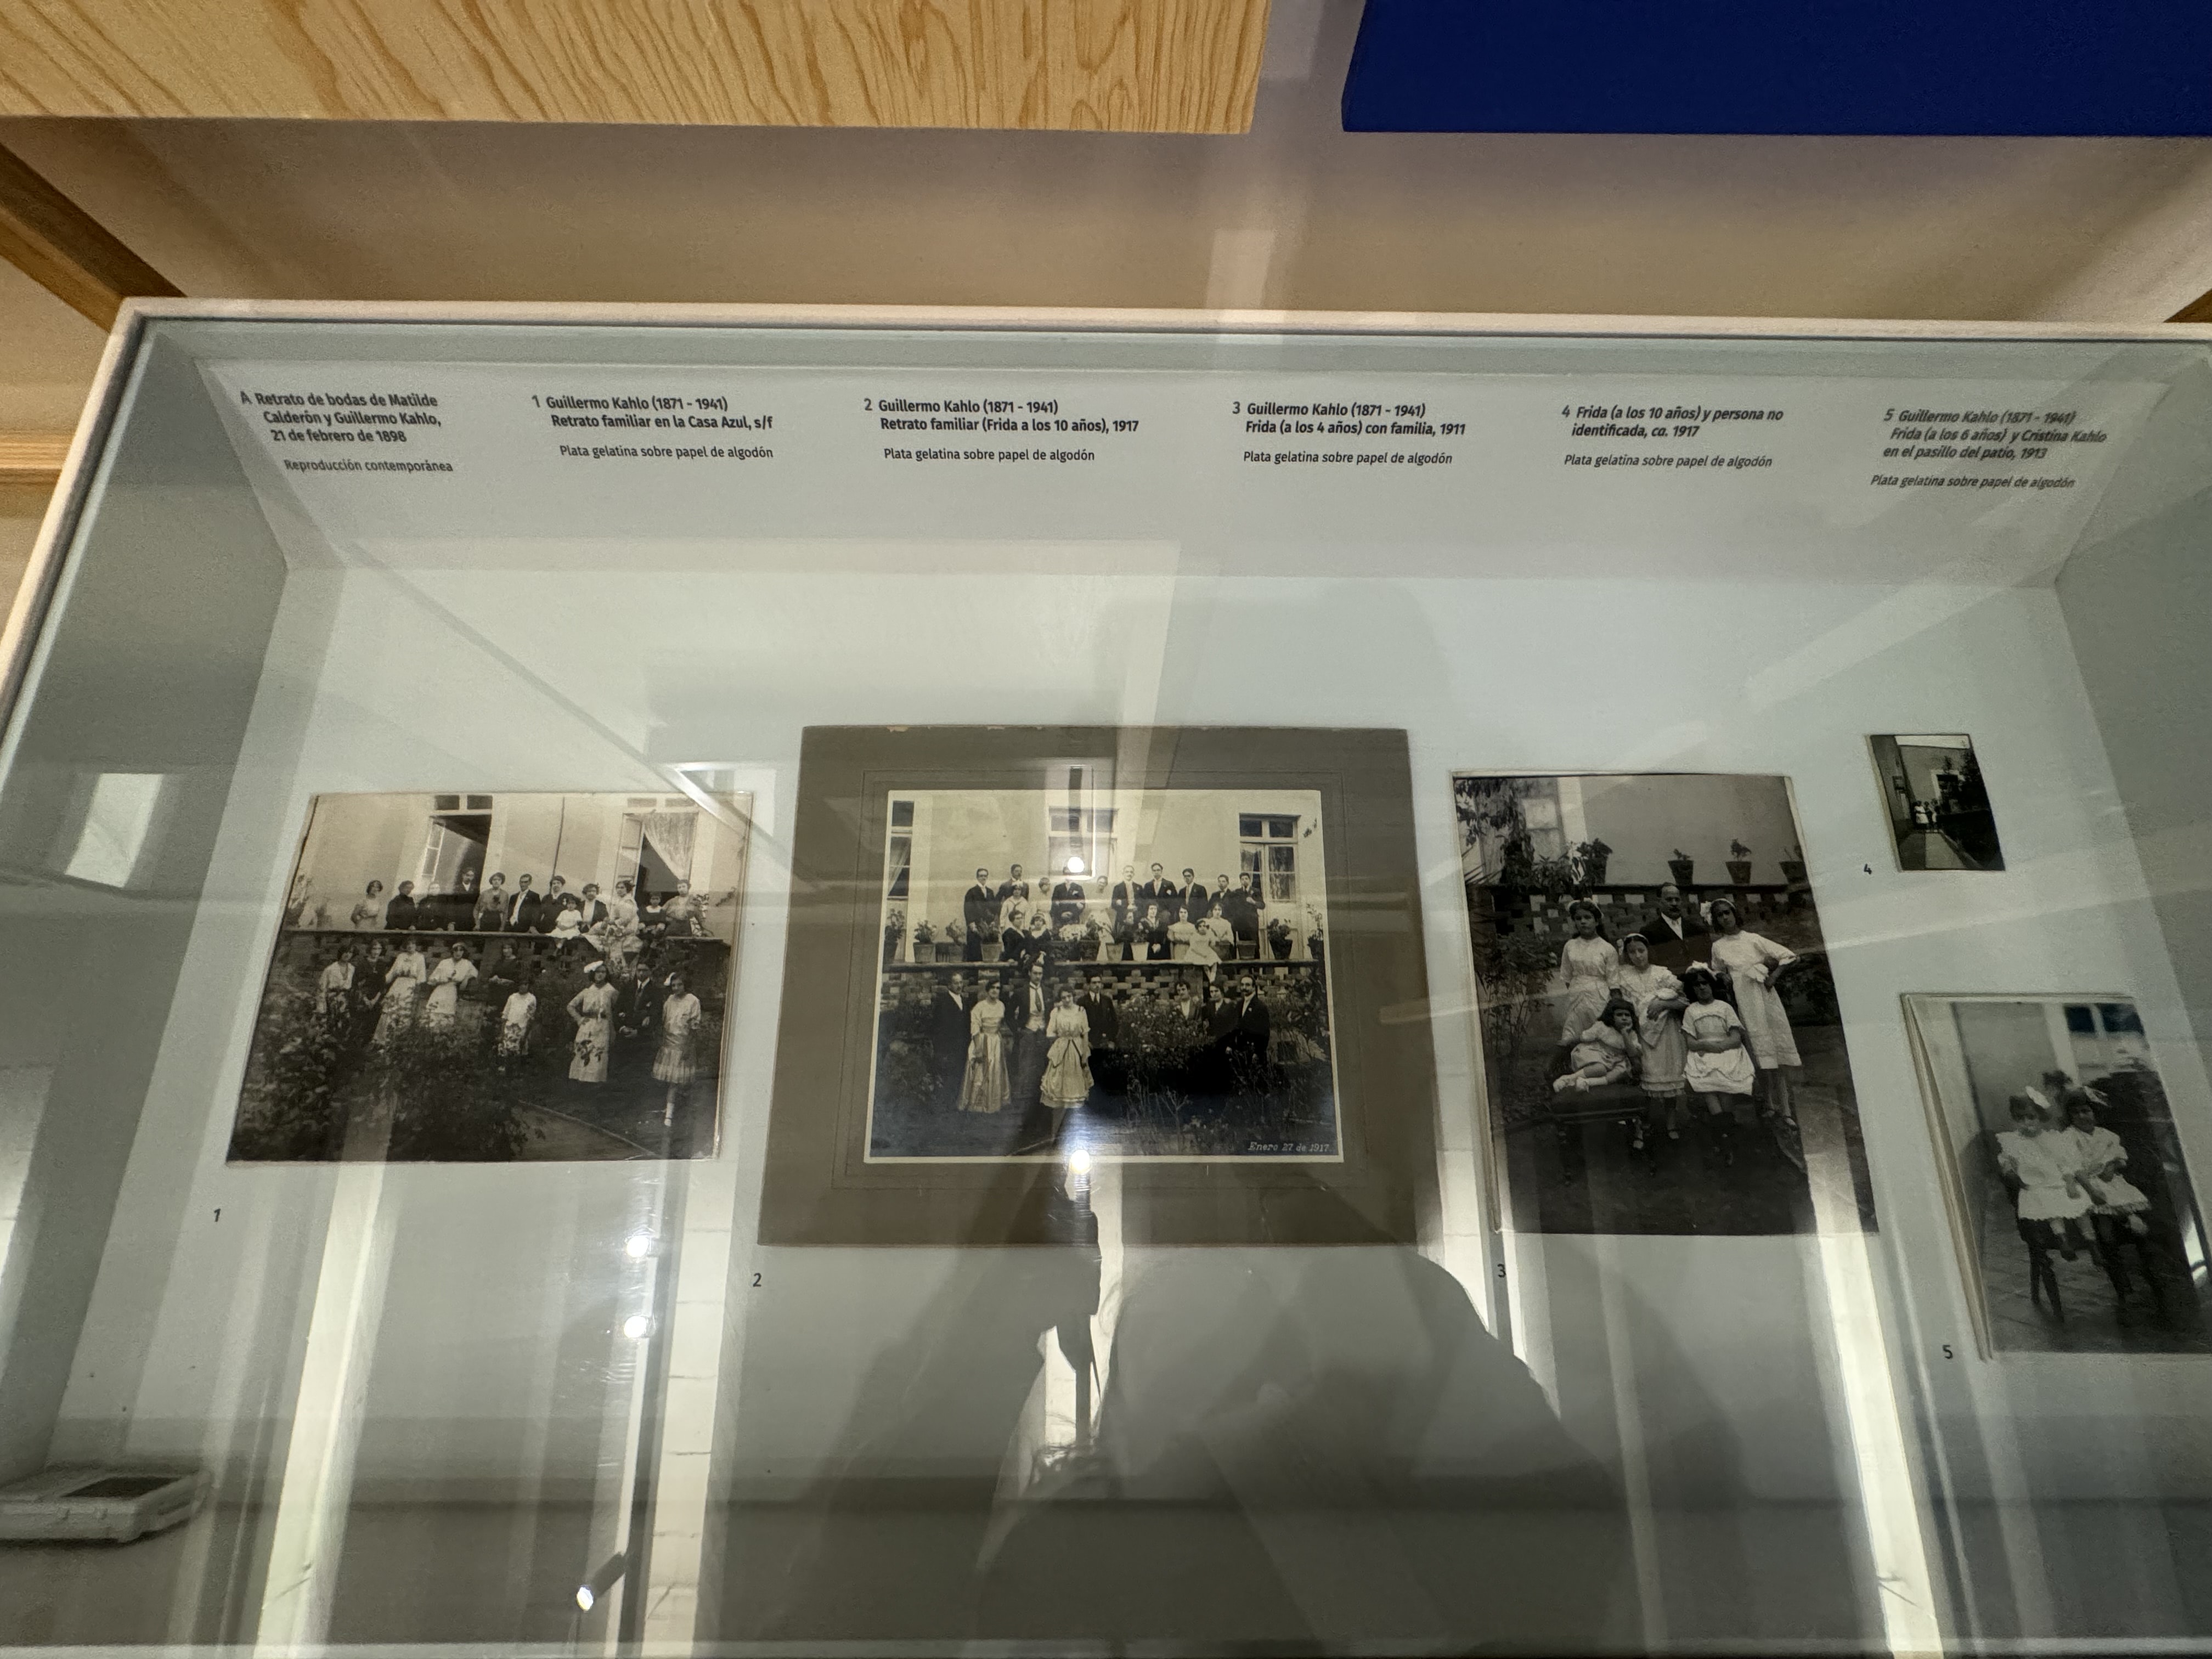 A Retrato de bodas de Matilde
Calderón y Guillermo Kahlo,
21 de febrero de 1898
Reproducción contemporánea
1 Guillermo Kahlo (1871 - 1941)
Retrato familiar en la Casa Azul, s/f
Plata gelatina sobre papel de algodón
2 Guillermo Kahlo (1871 - 1941)
Retrato familiar (Frida a los 10 años), 1917
Plata gelatina sobre papel de algodón
3 Guillermo Kahlo (1871 - 1941)
Frida (a los 4 años) con familia, 1911
Plata gelatina sobre papel de algodón
4 Frida (a los 10 años) y persona no
identificada, ca. 1917
Plata gelatina sobre papel de algodón
5 Guillermo Kahlo (1871 - 1941)
Frida (a los 6 años) y Cristina Kahlo
en el pasillo del patio, 1913
Plata gelatina sobre papel de algodón
4
Enero 27 de 1917
1
2
3
5